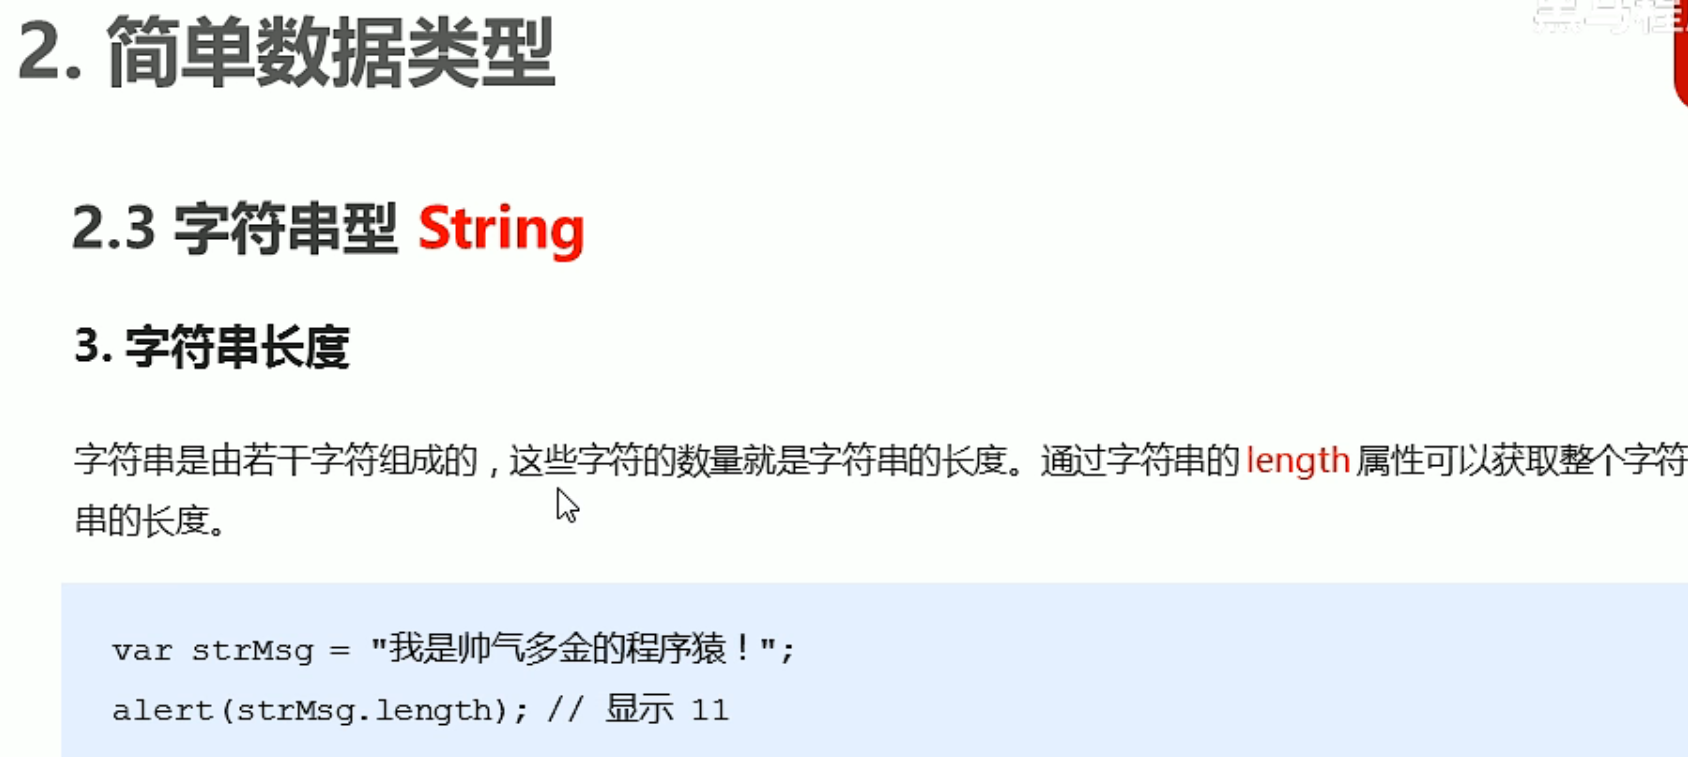 黑马程
2. 简单数据类型
2.3 字符串型 String
3. 字符串长度
字符串是由若干字符组成的，这些字符的数量就是字符串的长度。通过字符串的 length 属性可以获取整个字符
串的长度。
var strMsg = "我是帅气多金的程序猿！";
alert(strMsg.length); // 显示 11